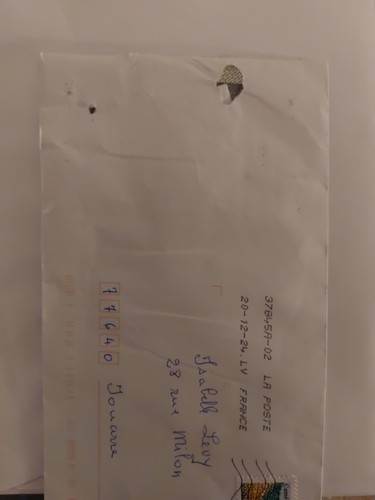 37845A-02 LA POSTE
20-12-24.LV FRANCE
Isabelle Levy
28 rue Milon
77640 Jouarre